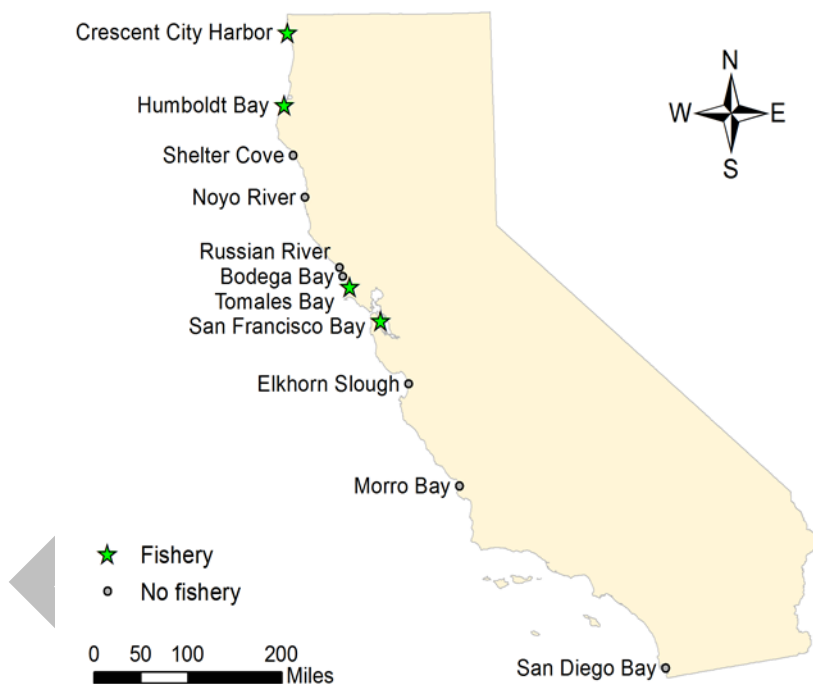 Crescent City Harbor
N
Humboldt Bay
W
E
Shelter Cove
S
Noyo River
Russian River
Bodega Bay
Tomales Bay
San Francisco Bay
Elkhorn Slough
Morro Bay
Fishery
No fishery
0 50 100 200
Miles
San Diego Bay